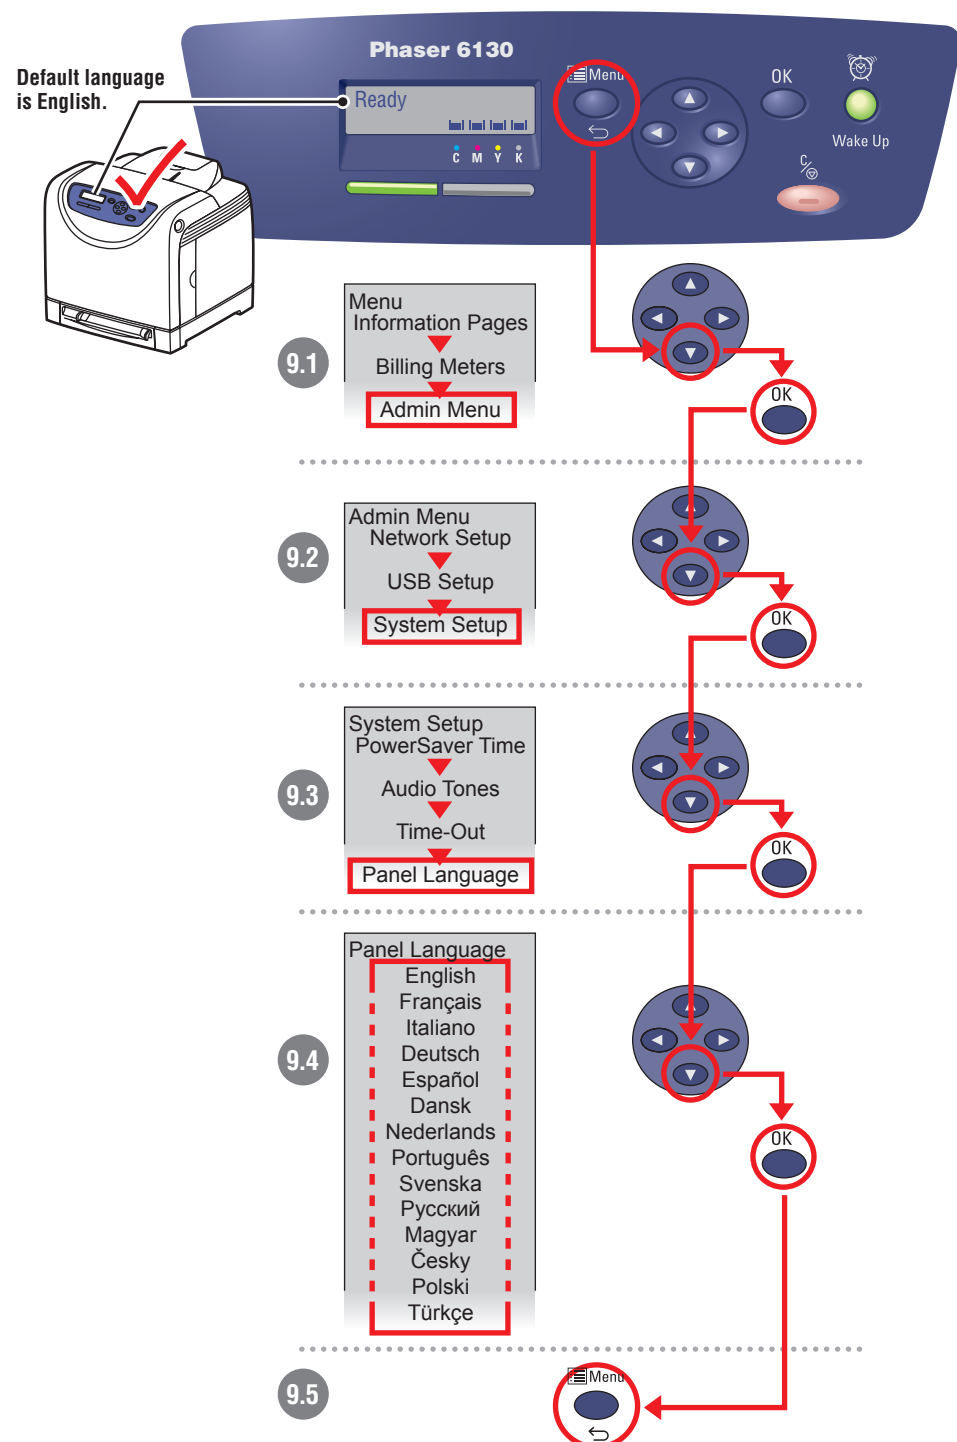 Phaser 6130
Default language
is English.
Ready
C M Y K
Menu
OK
Wake Up
C/
9.1
Menu
Information Pages
Billing Meters
Admin Menu
OK
9.2
Admin Menu
Network Setup
USB Setup
System Setup
OK
9.3
System Setup
PowerSaver Time
Audio Tones
Time-Out
Panel Language
OK
9.4
Panel Language
English
Français
Italiano
Deutsch
Español
Dansk
Nederlands
Português
Svenska
Русский
Magyar
Česky
Polski
Türkçe
OK
9.5
Menu